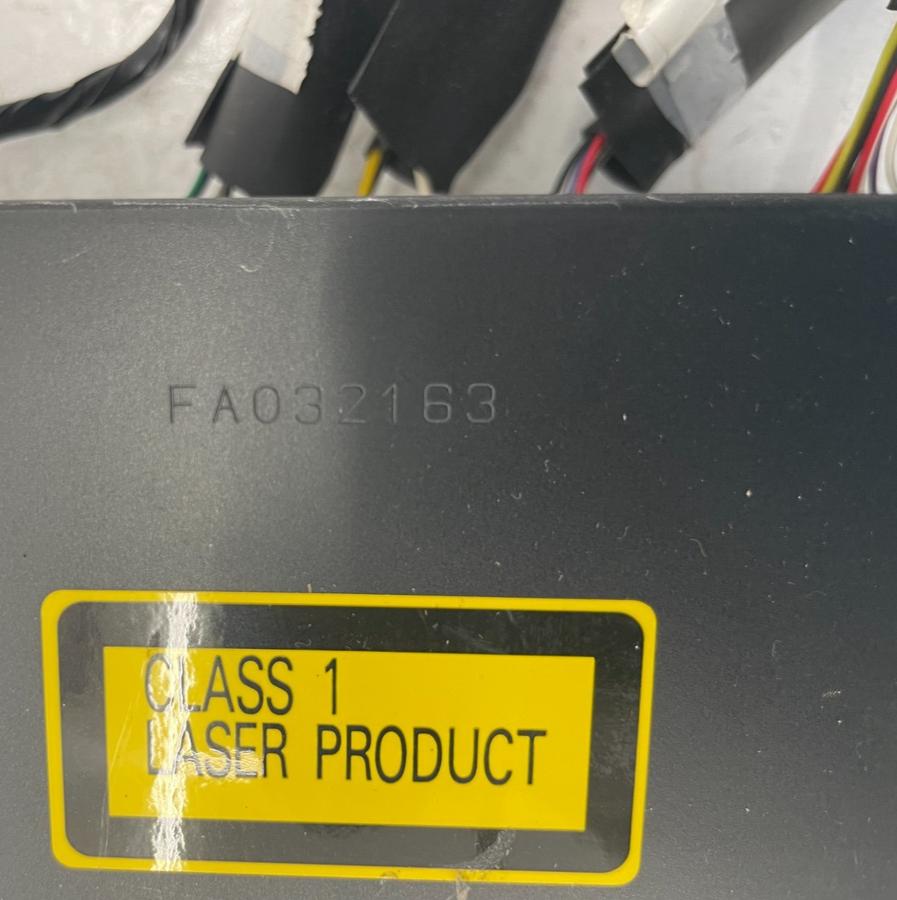 FA032163
CLASS 1
LASER PRODUCT